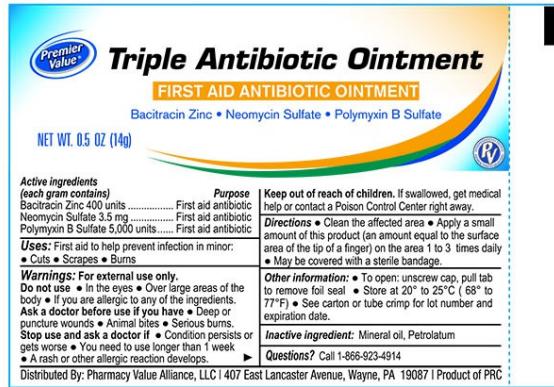 Premier
Value®
Triple Antibiotic Ointment
FIRST AID ANTIBIOTIC OINTMENT
Bacitracin Zinc • Neomycin Sulfate • Polymyxin B Sulfate
NET WT. 0.5 OZ (14g)
PV
Active ingredients
(each gram contains) Purpose
Bacitracin Zinc 400 units ................ First aid antibiotic
Neomycin Sulfate 3.5 mg ............... First aid antibiotic
Polymyxin B Sulfate 5,000 units...... First aid antibiotic
Uses: First aid to help prevent infection in minor:
● Cuts ● Scrapes ● Burns
Warnings: For external use only.
Do not use ● In the eyes ● Over large areas of the
body ● If you are allergic to any of the ingredients.
Ask a doctor before use if you have ● Deep or
puncture wounds ● Animal bites ● Serious burns.
Stop use and ask a doctor if ● Condition persists or
gets worse ● You need to use longer than 1 week
● A rash or other allergic reaction develops. ►
Keep out of reach of children. If swallowed, get medical
help or contact a Poison Control Center right away.
Directions ● Clean the affected area ● Apply a small
amount of this product (an amount equal to the surface
area of the tip of a finger) on the area 1 to 3 times daily
● May be covered with a sterile bandage.
Other information: ● To open: unscrew cap, pull tab
to remove foil seal ● Store at 20° to 25°C ( 68° to
77°F) ● See carton or tube crimp for lot number and
expiration date.
Inactive ingredient: Mineral oil, Petrolatum
Questions? Call 1-866-923-4914
Distributed By: Pharmacy Value Alliance, LLC | 407 East Lancaster Avenue, Wayne, PA 19087 | Product of PRC